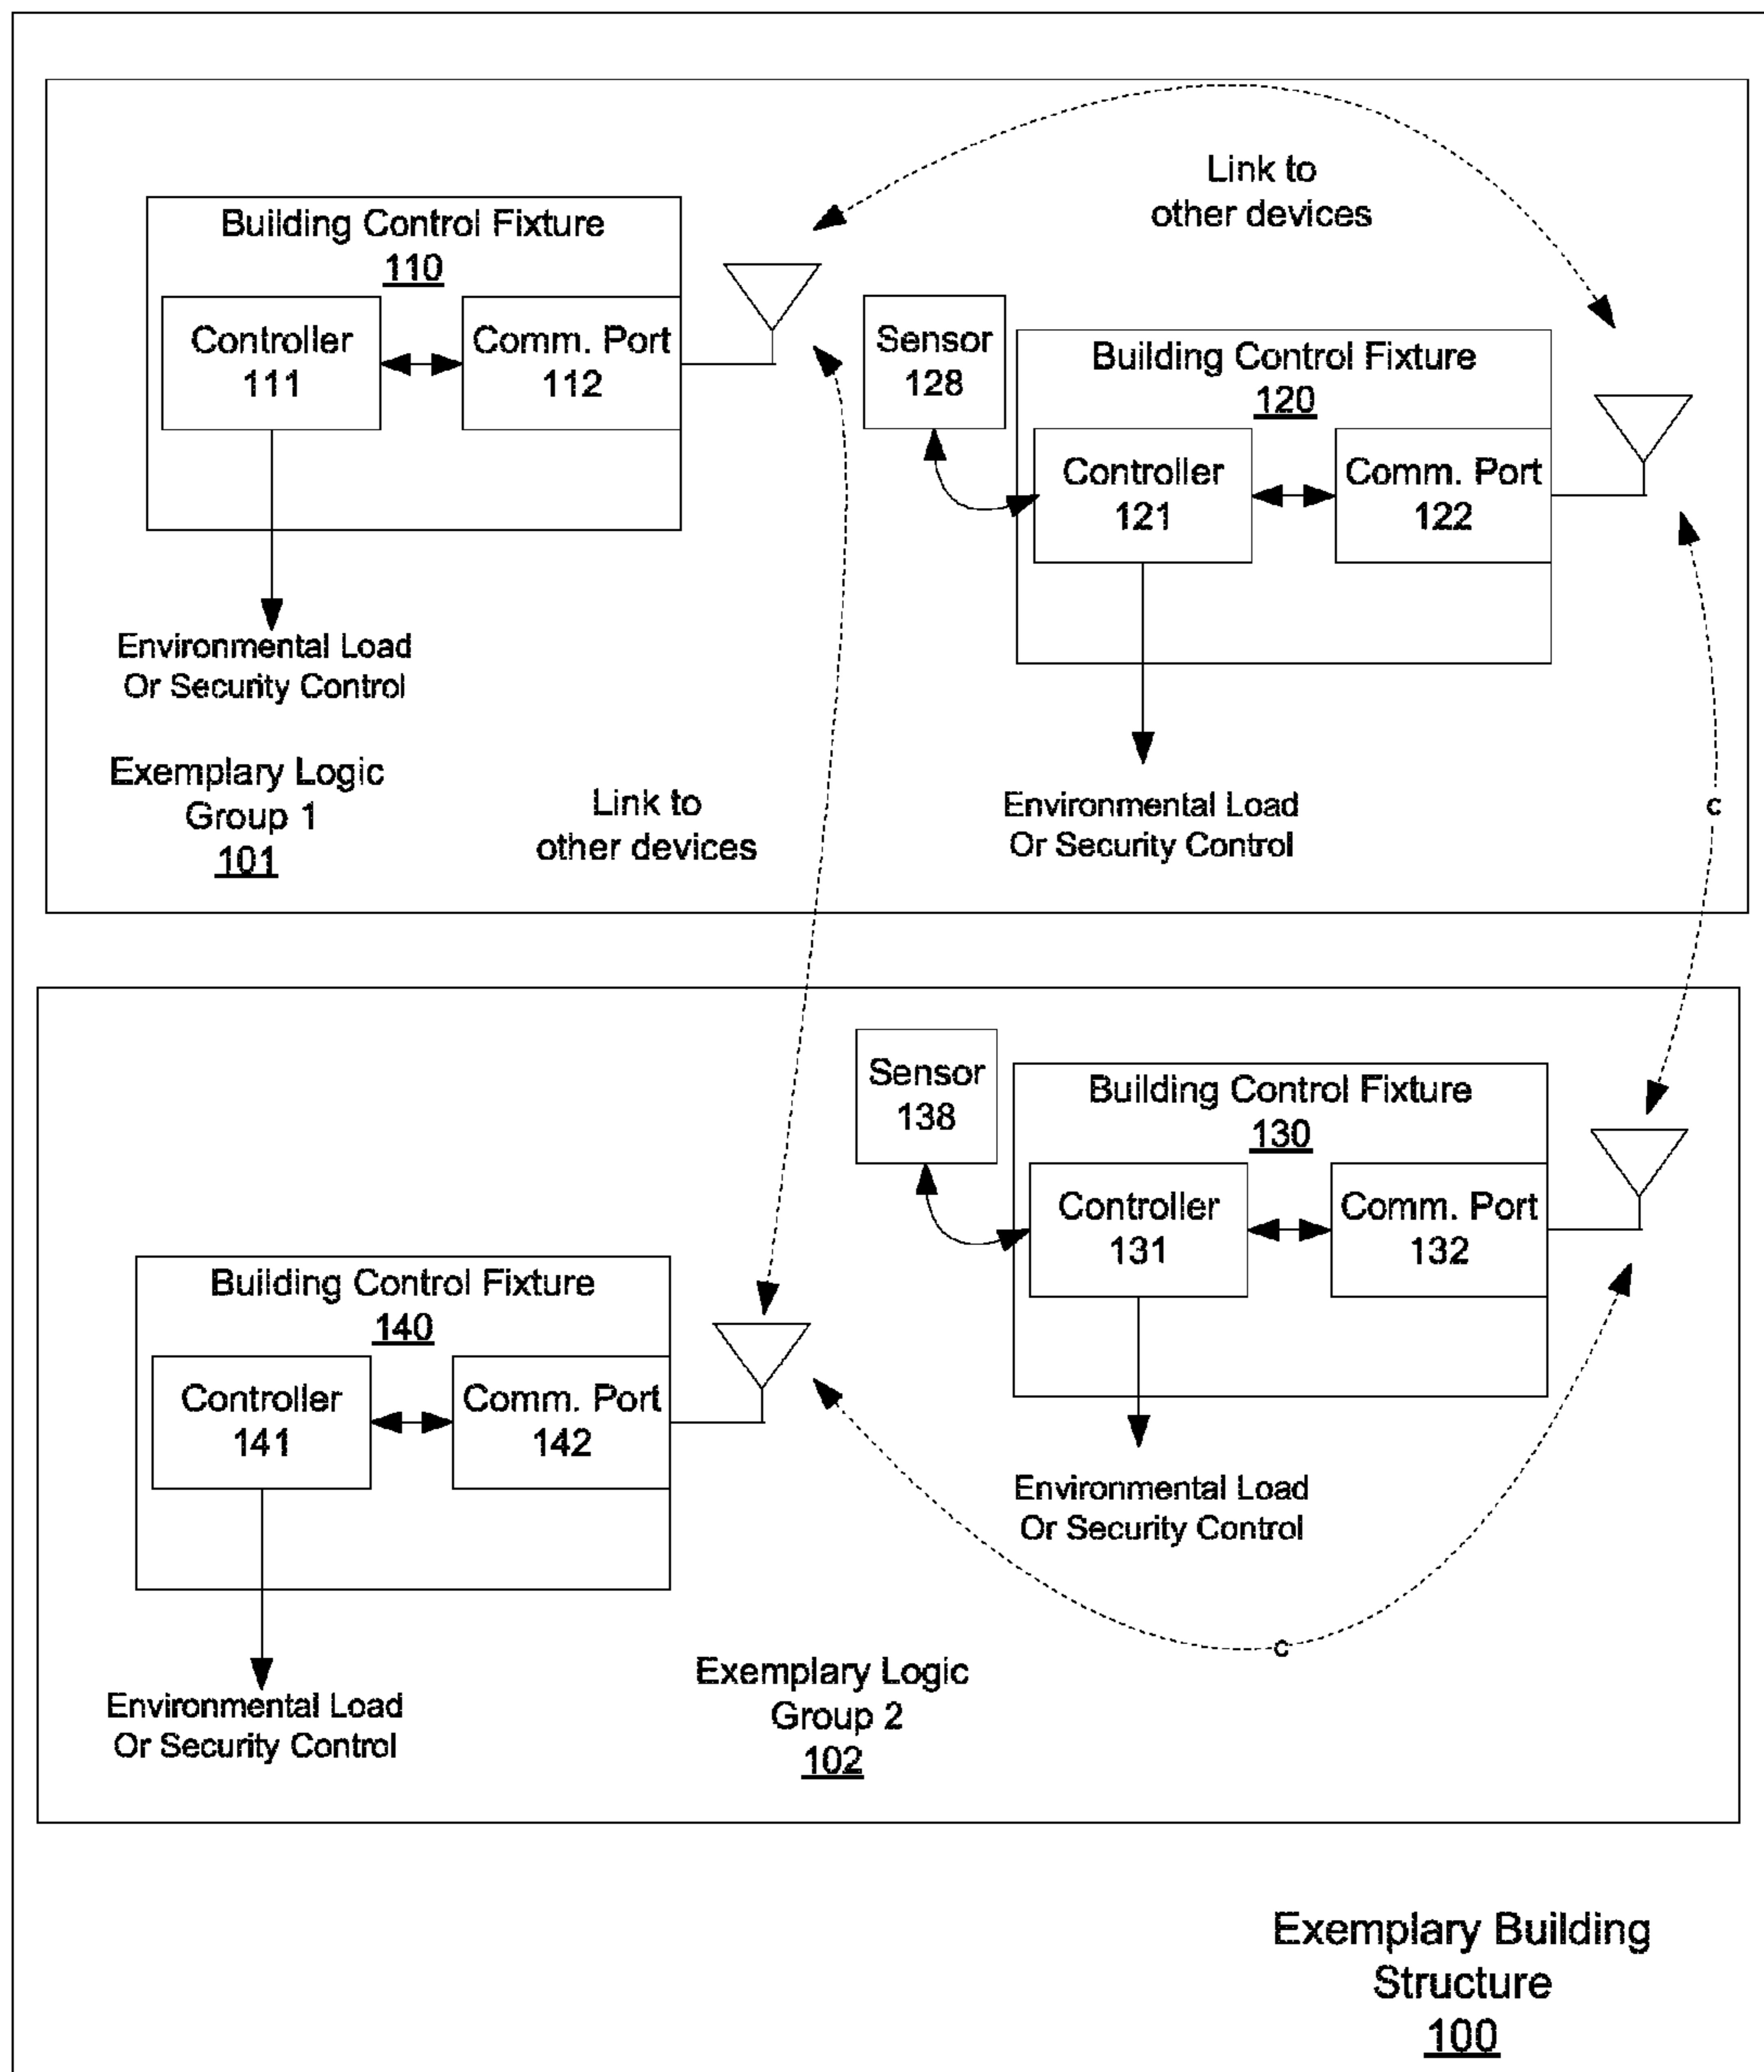 Link to
other devices
Building Control Fixture
110
Controller
111
Comm. Port
112
Sensor
128
Building Control Fixture
120
Controller
121
Comm. Port
122
Environmental Load
Or Security Control
Exemplary Logic
Group 1
101
Link to
other devices
Environmental Load
Or Security Control
c
Sensor
138
Building Control Fixture
130
Controller
131
Comm. Port
132
Building Control Fixture
140
Controller
141
Comm. Port
142
Environmental Load
Or Security Control
c
Exemplary Logic
Group 2
102
Environmental Load
Or Security Control
Exemplary Building
Structure
100